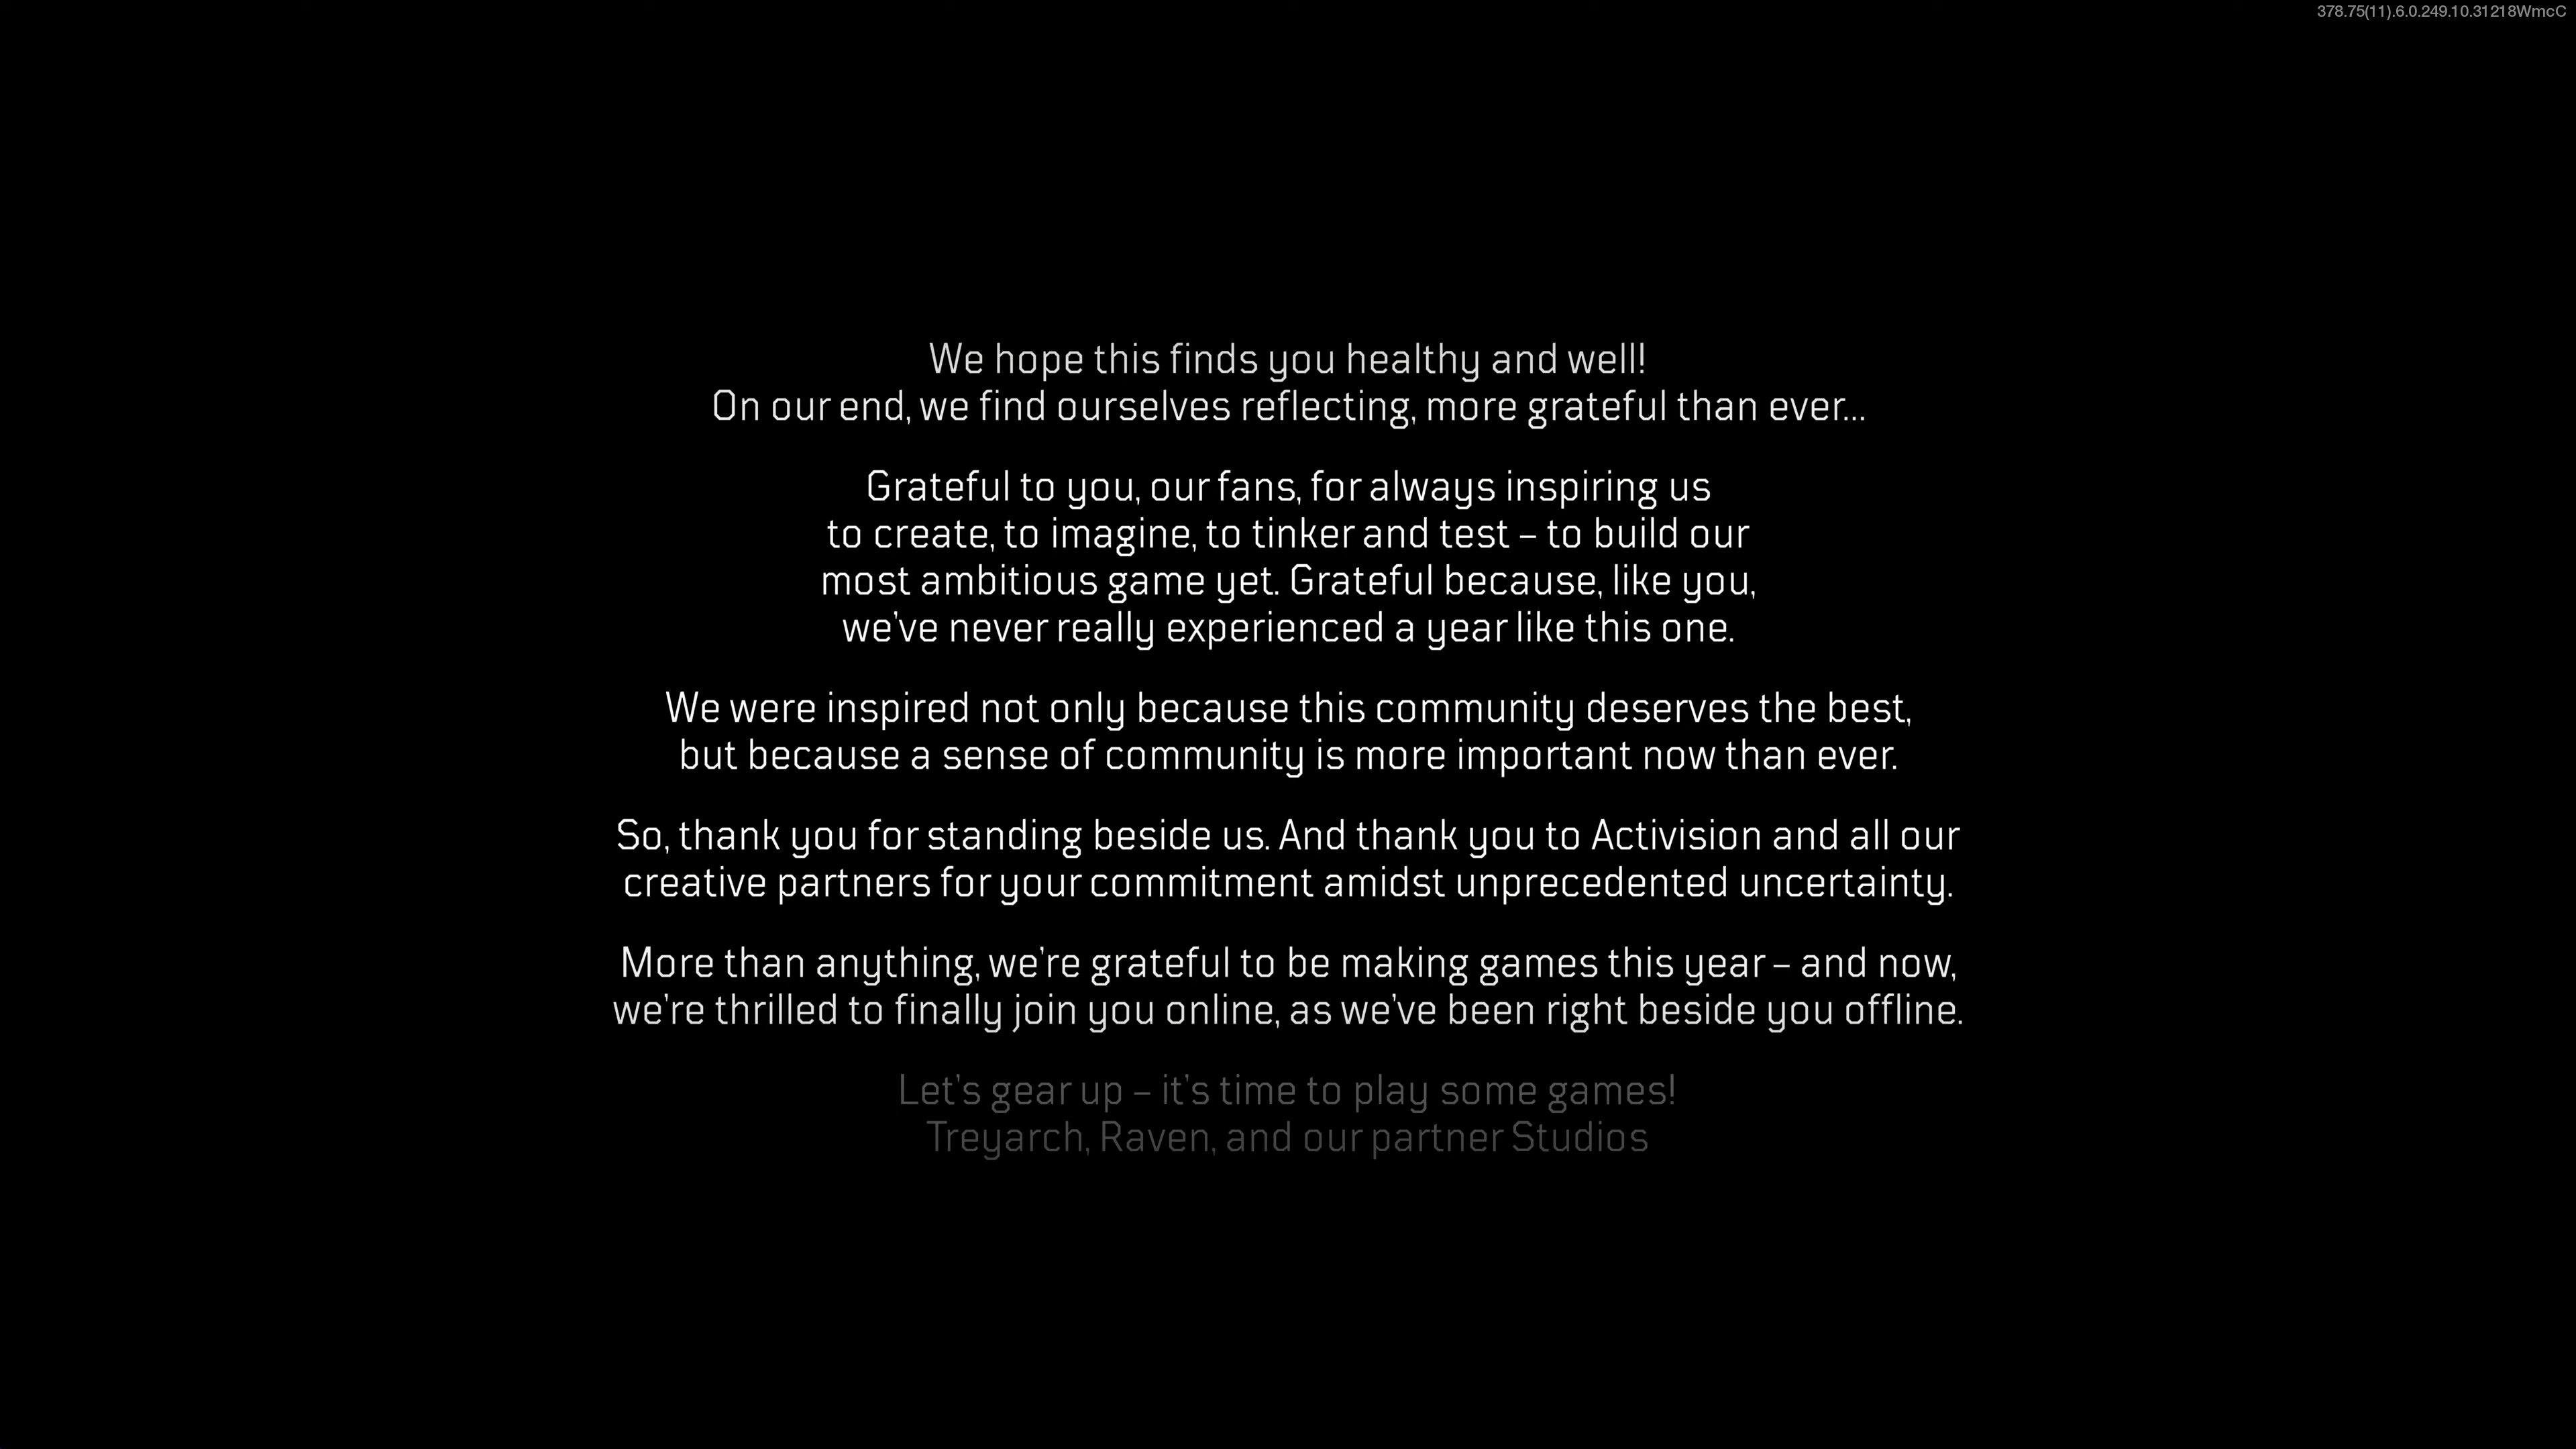 378.75(11).6.0.249.10.31218WmcC
We hope this finds you healthy and well!
On our end, we find ourselves reflecting, more grateful than ever...
Grateful to you, our fans, for always inspiring us
to create, to imagine, to tinker and test – to build our
most ambitious game yet. Grateful because, like you,
we've never really experienced a year like this one.
We were inspired not only because this community deserves the best,
but because a sense of community is more important now than ever.
So, thank you for standing beside us. And thank you to Activision and all our
creative partners for your commitment amidst unprecedented uncertainty.
More than anything, we're grateful to be making games this year – and now,
we're thrilled to finally join you online, as we've been right beside you offline.
Let's gear up – it's time to play some games!
Treyarch, Raven, and our partner Studios